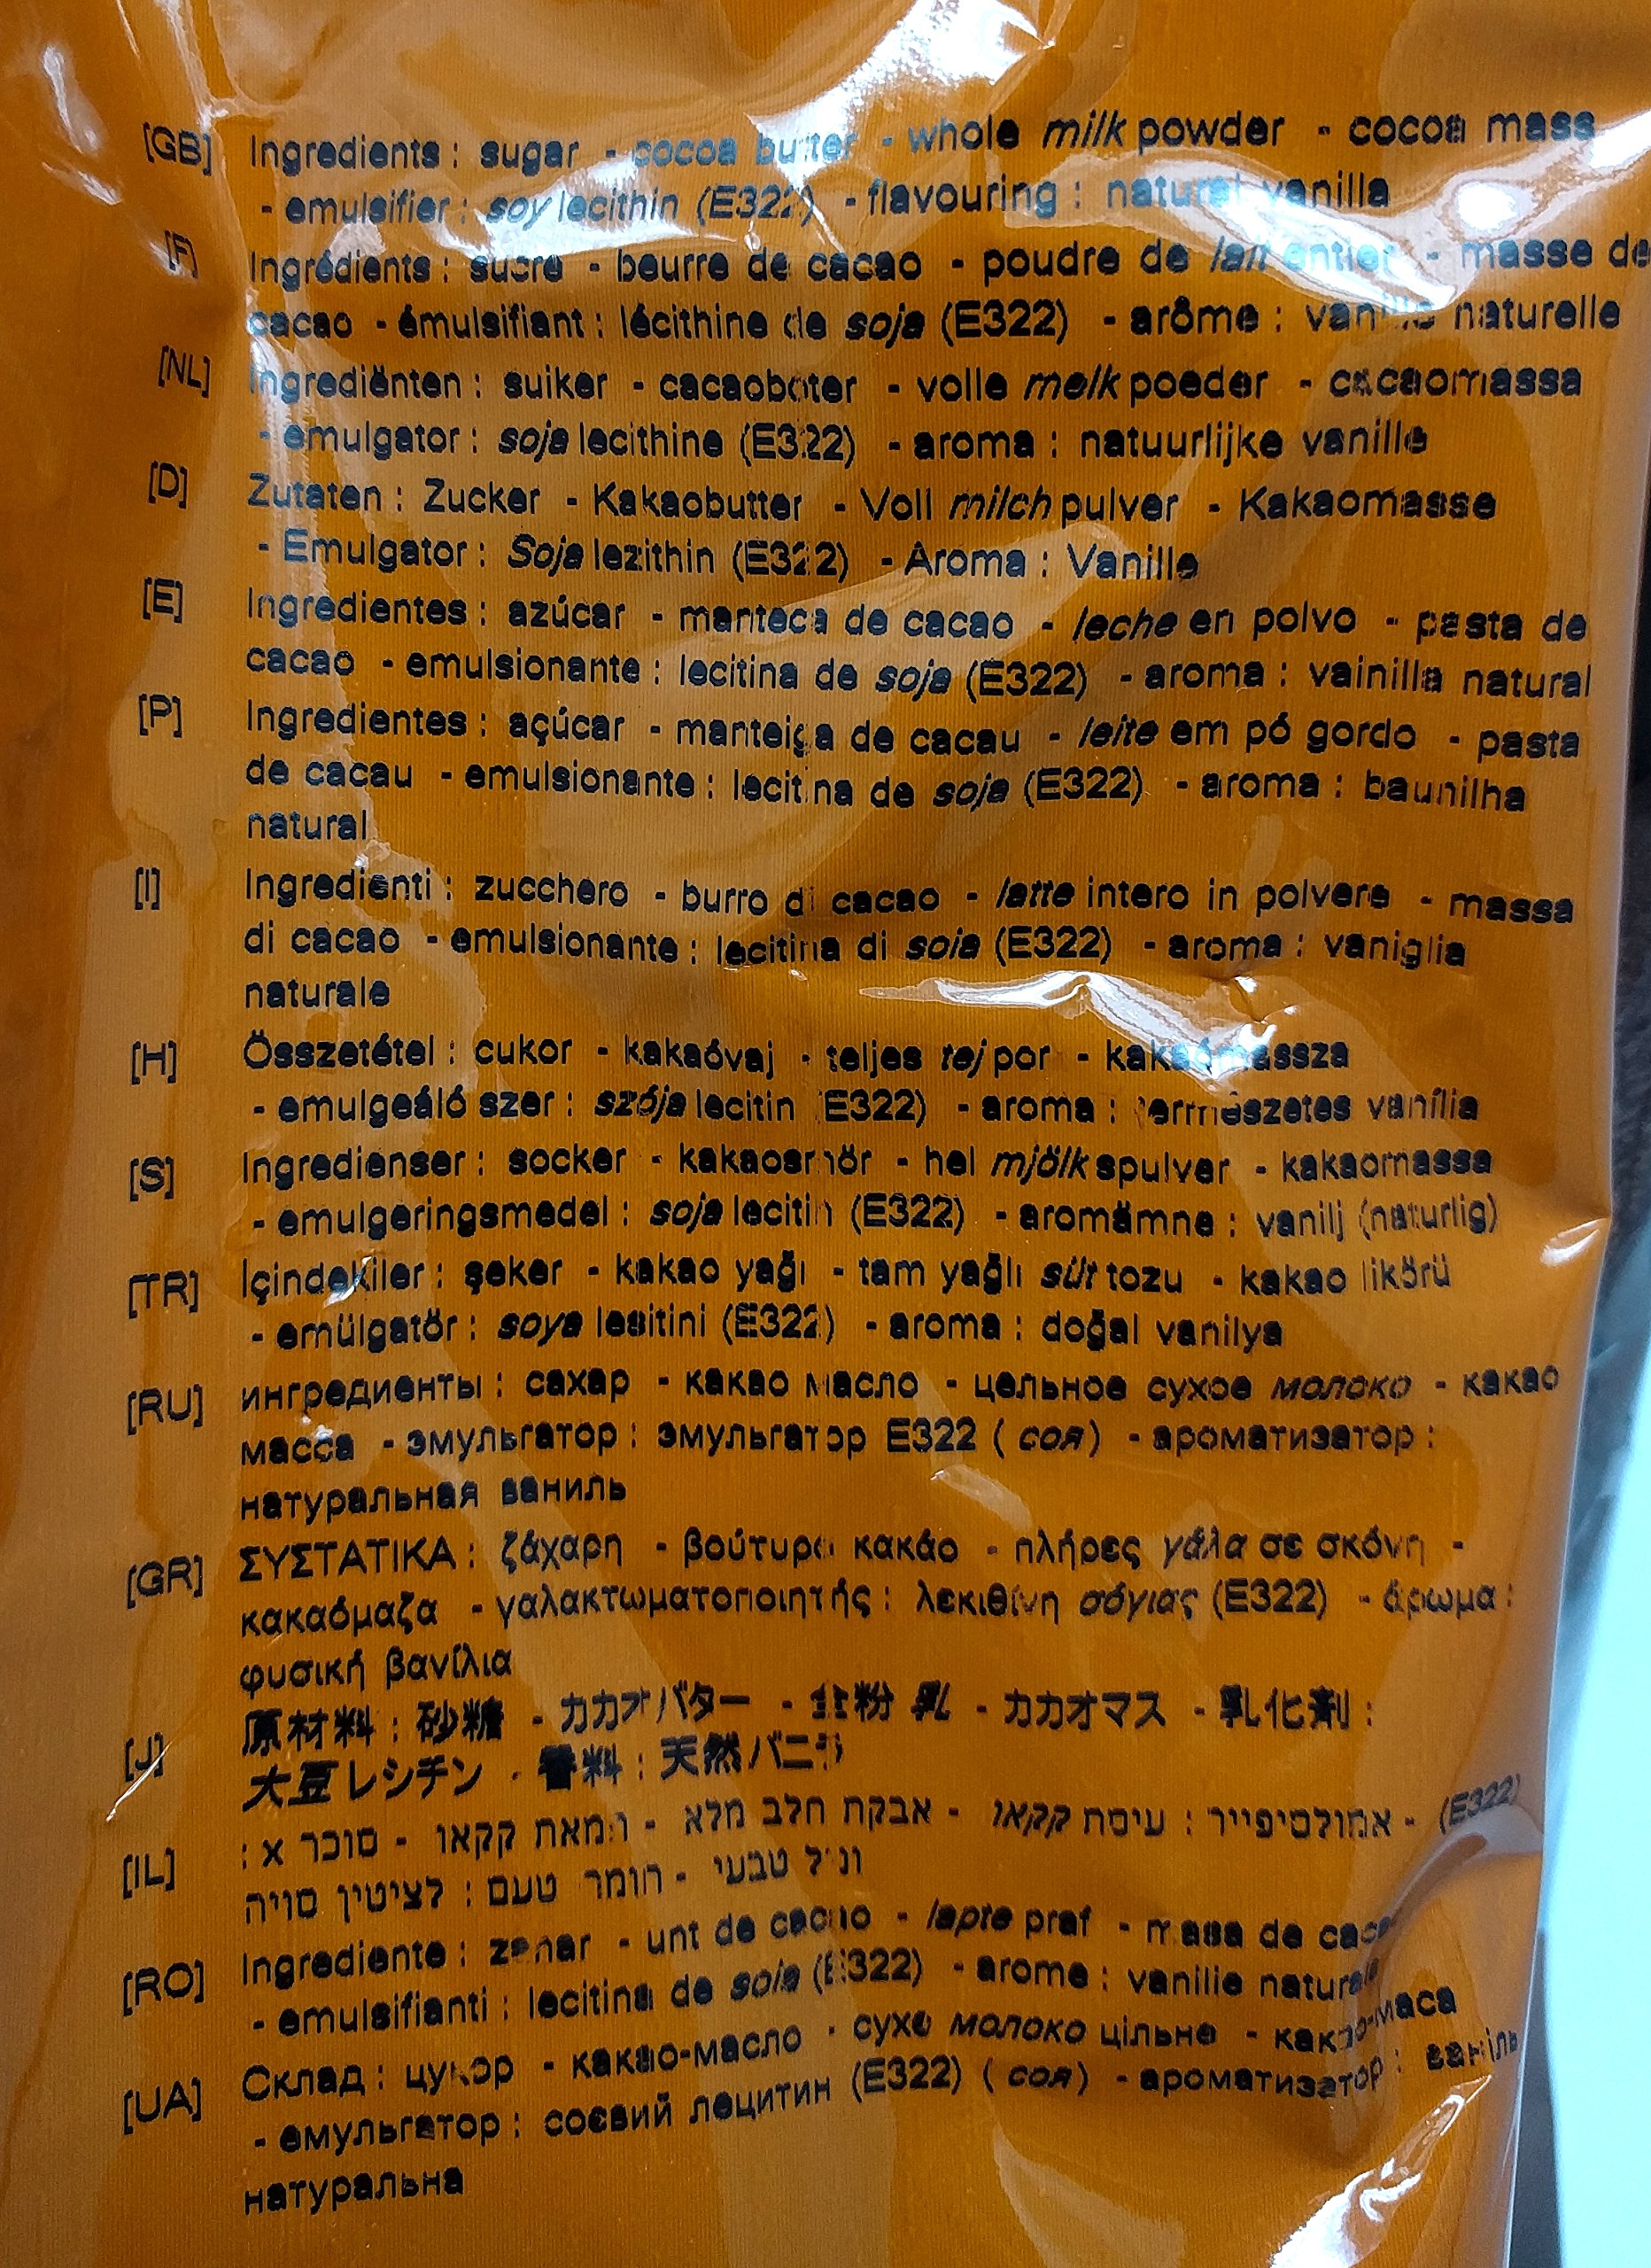 [GB] Ingredients : sugar - cocoa butter - whole milk powder - cocoa mass
- emulsifier : soy lecithin (E322) - flavouring : natural vanilla
[F] Ingrédients : sucre - beurre de cacao - poudre de lait entier - masse de
cacao - émulsifiant : lécithine de soja (E322) - arôme : vanille naturelle
[NL] Ingrediënten : suiker - cacaoboter - volle melk poeder - cacaomassa
- emulgator : soja lecithine (E322) - aroma : natuurlijke vanille
[D] Zutaten : Zucker - Kakaobutter - Voll milch pulver - Kakaomasse
- Emulgator : Soja lezithin (E322) - Aroma : Vanille
[E] Ingredientes : azúcar - manteca de cacao - leche en polvo - pasta de
cacao - emulsionante : lecitina de soja (E322) - aroma : vainilla natural
[P] Ingredientes : açúcar - manteiga de cacau - leite em pó gordo - pasta
de cacau - emulsionante : lecitina de soja (E322) - aroma : baunilha
natural
[I] Ingredienti : zucchero - burro di cacao - latte intero in polvere - massa
di cacao - emulsionante : lecitina di soia (E322) - aroma : vaniglia
naturale
[H] Összetétel : cukor - kakaóvaj - teljes tej por - kakaómassza
- emulgeáló szer : szója lecitin (E322) - aroma : természetes vanília
[S] Ingredienser : socker - kakaosmör - hel mjölk spulver - kakaomassa
- emulgeringsmedel : soja lecitin (E322) - aromämne : vanilj (naturlig)
[TR] İçindekiler : şeker - kakao yağı - tam yağlı süt tozu - kakao likörü
- emülgatör : soya lesitini (E322) - aroma : doğal vanilya
[RU] ингредиенты : сахар - какао масло - цельное сухое молоко - какао
масса - эмульгатор : эмульгатор E322 ( соя ) - ароматизатор :
натуральная ваниль
[GR] ΣΥΣΤΑΤΙΚΑ : ζάχαρη - βούτυρο κακάο - πλήρες γάλα σε σκόνη -
κακαόμαζα - γαλακτωματοποιητής : λεκιθίνη σόγιας (E322) - άρωμα :
φυσική βανίλια
[J] 原材料 : 砂糖 - カカオバター - 全粉 乳 - カカオマス - 乳化剤 :
大豆 レシチン - 香料 : 天然バニラ
[IL] : x סוכר - חמאת קקאו - אבקת חלב מלא - עיסת קקאו : אמולסיפייר - (E322)
לציטין סויה : חומר טעם - וניל טבעי
[RO] Ingrediente : zahar - unt de cacao - lapte praf - masa de
- emulsifianti : lecitina de soia (E322) - arome : vanilie naturale
[UA] Склад : цукор - какао-масло - сухе молоко цільне - какао-маса
- емульгатор : соєвий лецитин (E322) ( соя ) - ароматизатор : ваніль
натуральна